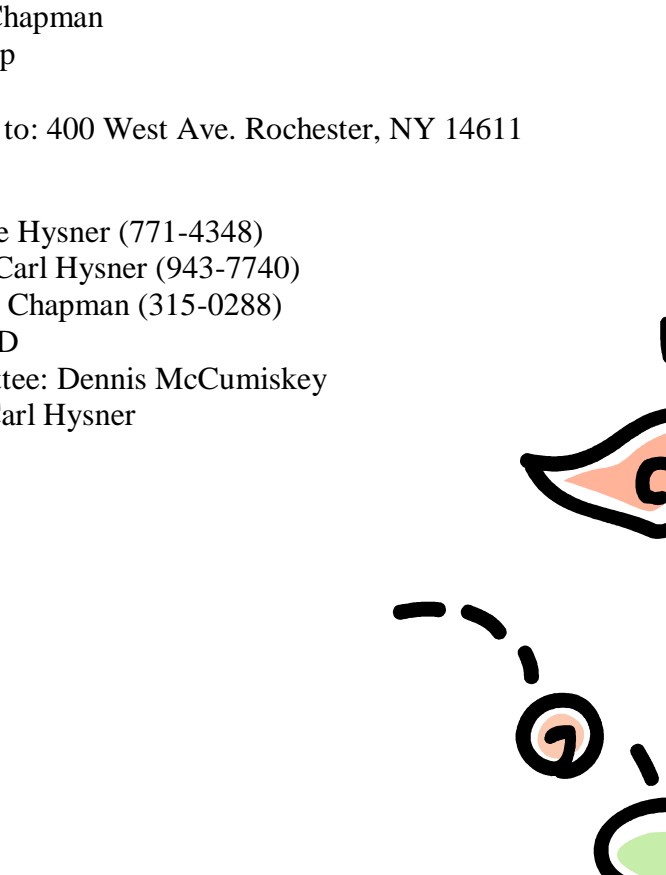 Chapman
p
to: 400 West Ave. Rochester, NY 14611
e Hysner (771-4348)
Carl Hysner (943-7740)
Chapman (315-0288)
D
ttee: Dennis McCumiskey
Carl Hysner